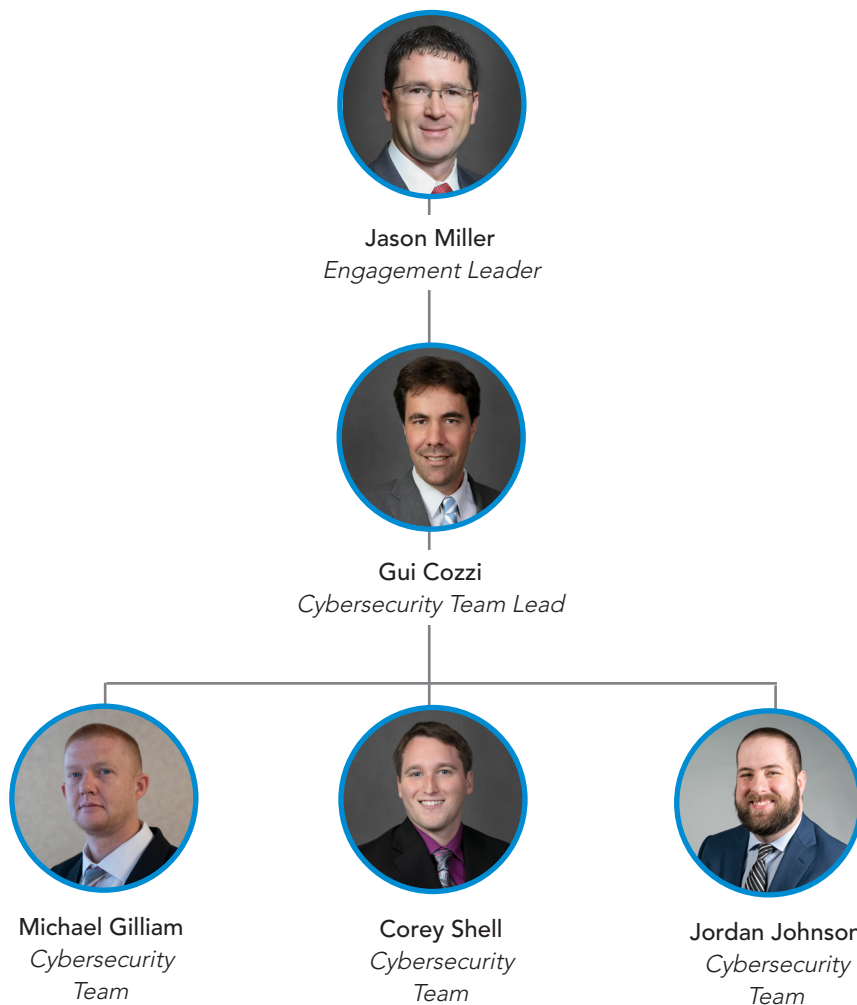 Jason Miller
Engagement Leader
Gui Cozzi
Cybersecurity Team Lead
Michael Gilliam
Cybersecurity
Team
Corey Shell
Cybersecurity
Team
Jordan Johnson
Cybersecurity
Team